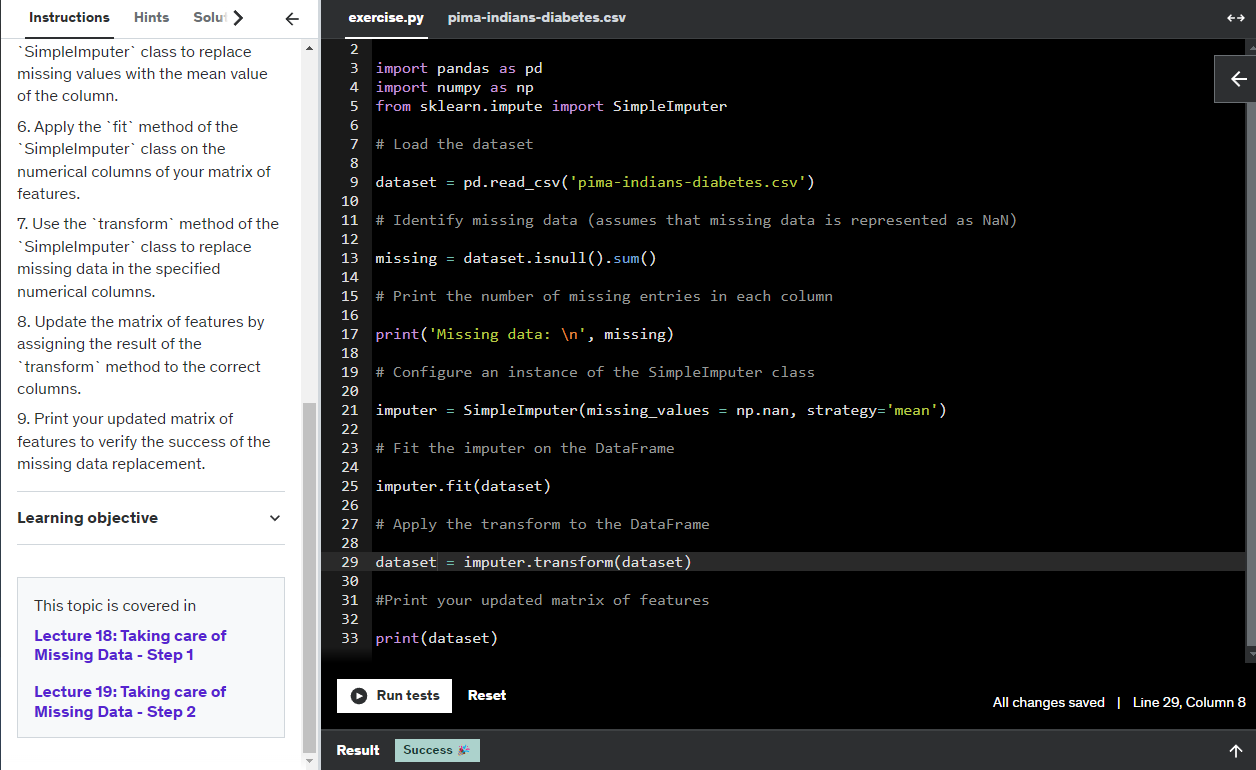 Instructions Hints
`SimpleImputer` class to replace
missing values with the mean value
of the column.
6. Apply the `fit` method of the
`SimpleImputer` class on the
numerical columns of your matrix of
features.
7. Use the `transform` method of the
`SimpleImputer` class to replace
missing data in the specified
numerical columns.
8. Update the matrix of features by
assigning the result of the
`transform` method to the correct
columns.
9. Print your updated matrix of
features to verify the success of the
missing data replacement.
Learning objective
This topic is covered in
Lecture 18: Taking care of
Missing Data - Step 1
Lecture 19: Taking care of
Missing Data - Step 2
exercise.py pima-indians-diabetes.csv
2
3 import pandas as pd
4 import numpy as np
5 from sklearn.impute import SimpleImputer
6
7 # Load the dataset
8
9 dataset = pd.read_csv('pima-indians-diabetes.csv')
10
11 # Identify missing data (assumes that missing data is represented as NaN)
12
13 missing = dataset.isnull().sum()
14
15 # Print the number of missing entries in each column
16
17 print('Missing data: \n', missing)
18
19 # Configure an instance of the SimpleImputer class
20
21 imputer = SimpleImputer(missing_values = np.nan, strategy='mean')
22
23 # Fit the imputer on the DataFrame
24
25 imputer.fit(dataset)
26
27 # Apply the transform to the DataFrame
28
29 dataset = imputer.transform(dataset)
30
31 #Print your updated matrix of features
32
33 print(dataset)
Run tests Reset
All changes saved | Line 29, Column 8
Result Success 🎉